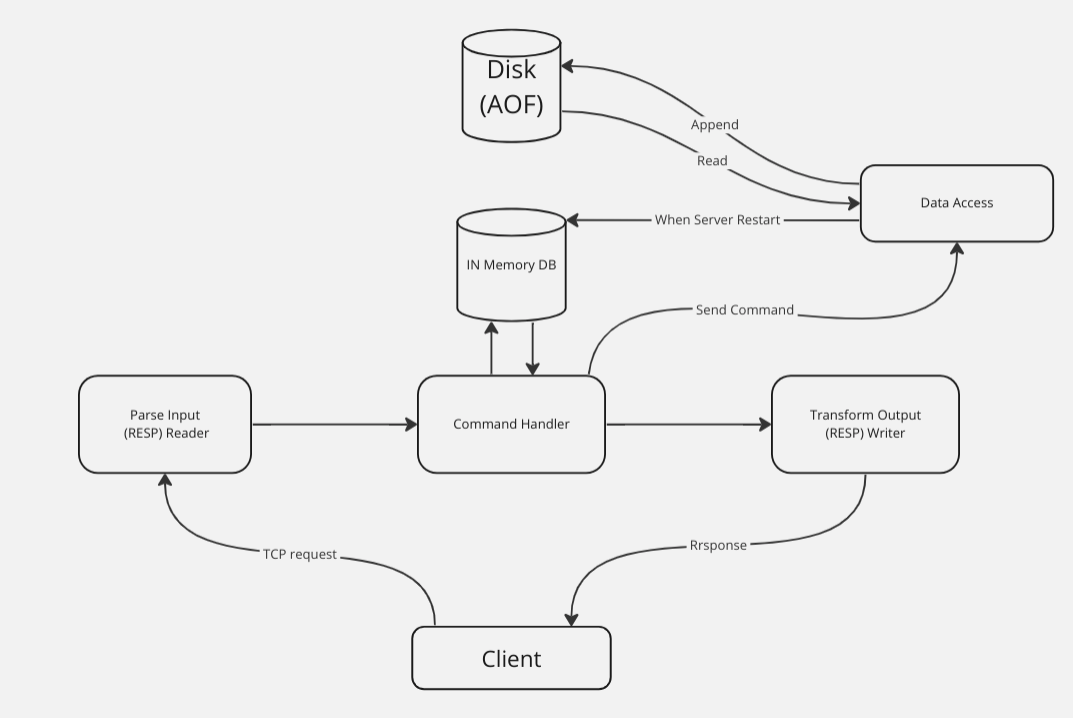 Disk
(AOF)
Append
Read
Data Access
When Server Restart
IN Memory DB
Send Command
Parse Input
(RESP) Reader
Command Handler
Transform Output
(RESP) Writer
TCP request
Rrsponse
Client